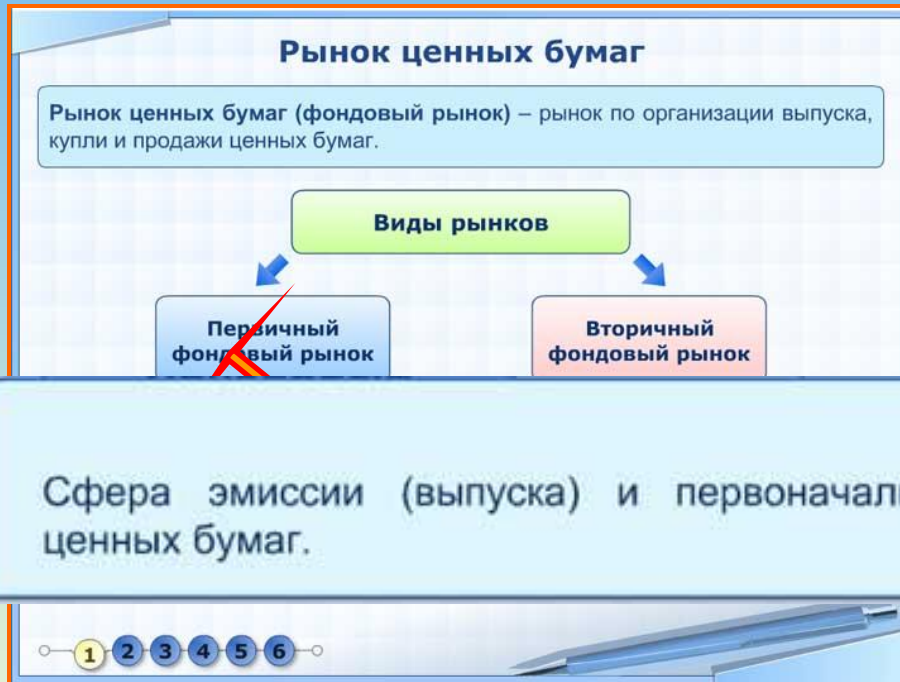 Рынок ценных бумаг
Рынок ценных бумаг (фондовый рынок) – рынок по организации выпуска,
купли и продажи ценных бумаг.
Виды рынков
Первичный
фондовый рынок
Вторичный
фондовый рынок
Сфера эмиссии (выпуска) и первоначаль
ценных бумаг.
1 2 3 4 5 6